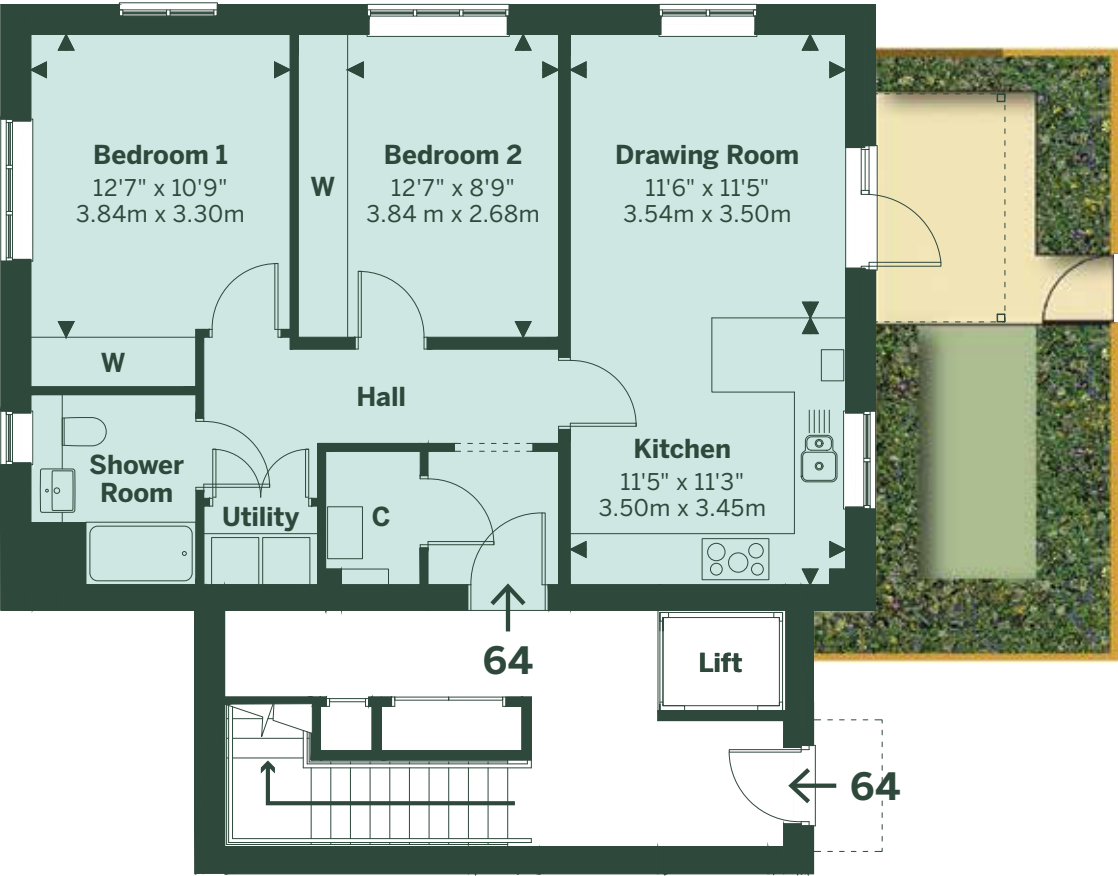 Bedroom 1
12'7" x 10'9"
3.84m x 3.30m
W
Bedroom 2
12'7" x 8'9"
3.84 m x 2.68m
Drawing Room
11'6" x 11'5"
3.54m x 3.50m
W
Hall
Shower
Room
Utility
C
Kitchen
11'5" x 11'3"
3.50m x 3.45m
64
Lift
64